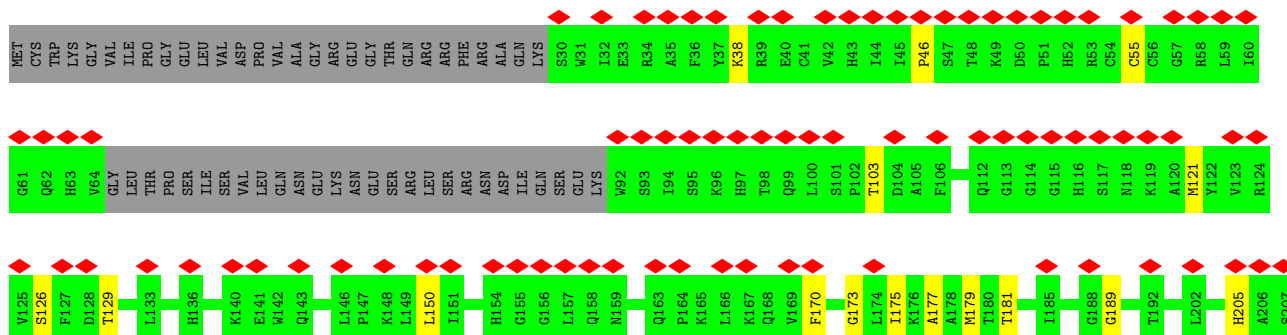 MET CYS TRP LYS GLY VAL ILE PRO GLY GLU LEU VAL ASP PRO VAL ALA GLY ARG GLU GLY THR GLN ARG ARG PHE ARG ALA GLN LYS S30 W31 I32 E33 R34 A35 F36 Y37 K38 R39 E40 C41 V42 H43 I44 I45 P46 S47 T48 K49 D50 P51 H52 R53 C54 C55 C56 G57 R58 L59 I60
G61 Q62 H63 V64 GLY LEU THR PRO SER ILE SER VAL LEU GLN ASN GLU LYS ASN GLU SER ARG LEU SER ARG ASN ASP ILE GLN SER GLU LYS W92 S93 I94 S95 K96 H97 T98 Q99 L100 S101 P102 T103 D104 A105 F106 Q112 G113 G114 G115 H116 S117 N118 K119 A120 M121 Y122 V123 R124
V125 S126 F127 D128 T129 L133 H136 K140 E141 W142 Q143 L146 P147 K148 L149 L150 I151 H154 G155 G156 L157 Q158 N159 Q163 P164 K165 L166 K167 Q168 V169 F170 G173 L174 I175 K176 A177 A178 M179 T180 T181 I185 G188 G189 T192 L202 H205 A206